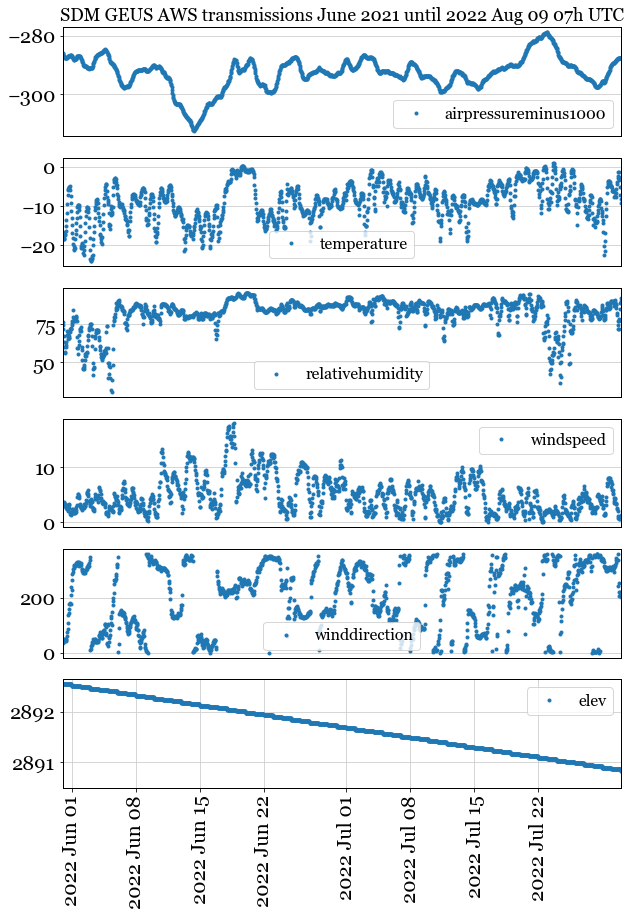 SDM GEUS AWS transmissions June 2021 until 2022 Aug 09 07h UTC
−280
−300
airpressureminus1000
0
−10
−20
temperature
75
50
relativehumidity
10
0
windspeed
200
0
winddirection
2892
2891
elev
2022 Jun 01
2022 Jun 08
2022 Jun 15
2022 Jun 22
2022 Jul 01
2022 Jul 08
2022 Jul 15
2022 Jul 22